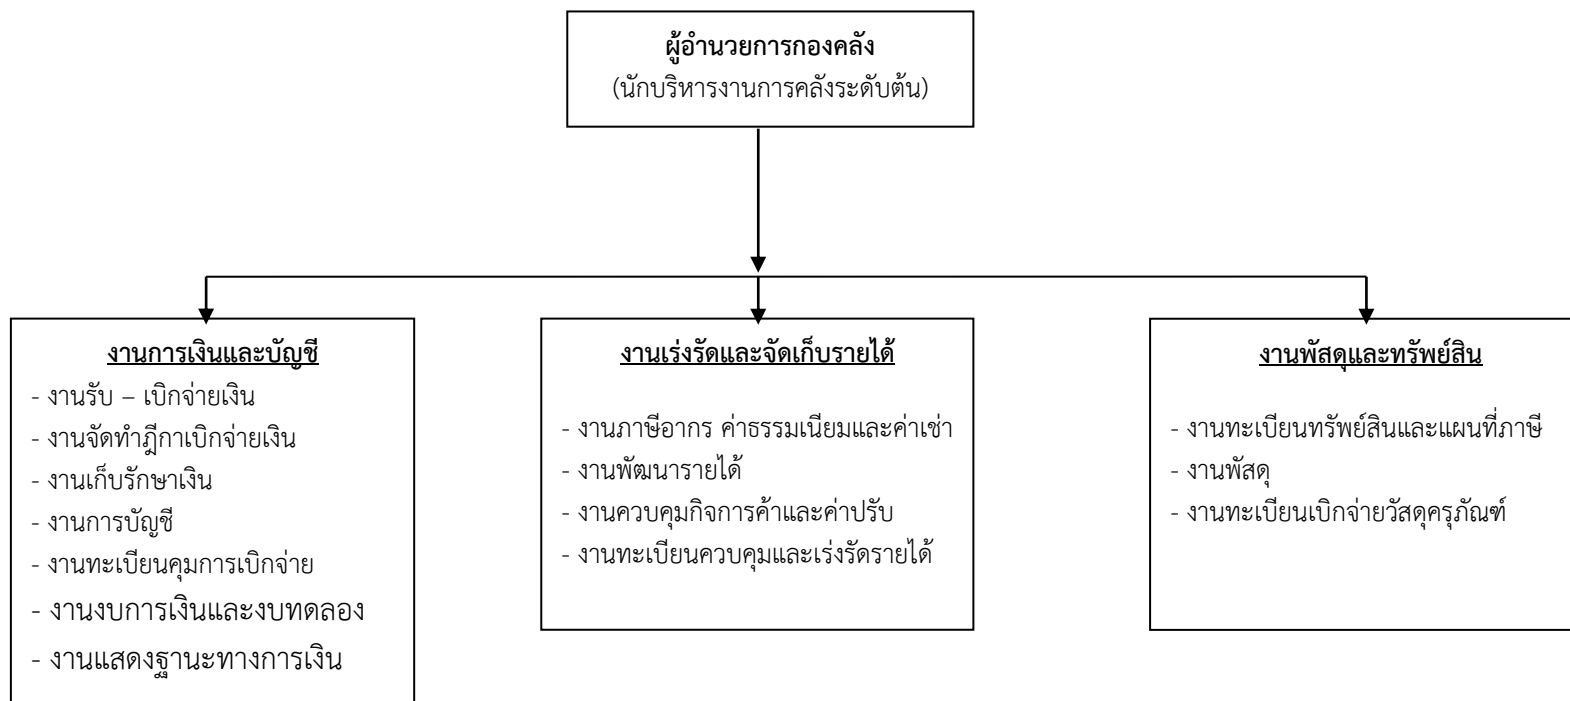 ผู้อำนวยการกองคลัง
(นักบริหารงานการคลังระดับต้น)
งานการเงินและบัญชี
- งานรับ – เบิกจ่ายเงิน
- งานจัดทำฎีกาเบิกจ่ายเงิน
- งานเก็บรักษาเงิน
- งานการบัญชี
- งานทะเบียนคุมการเบิกจ่าย
- งานงบการเงินและงบทดลอง
- งานแสดงฐานะทางการเงิน
งานเร่งรัดและจัดเก็บรายได้
- งานภาษีอากร ค่าธรรมเนียมและค่าเช่า
- งานพัฒนารายได้
- งานควบคุมกิจการค้าและค่าปรับ
- งานทะเบียนควบคุมและเร่งรัดรายได้
งานพัสดุและทรัพย์สิน
- งานทะเบียนทรัพย์สินและแผนที่ภาษี
- งานพัสดุ
- งานทะเบียนเบิกจ่ายวัสดุครุภัณฑ์